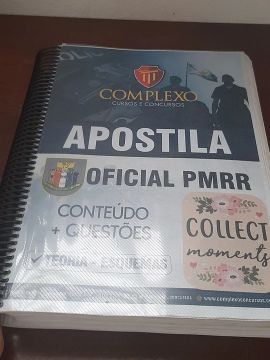 COMPLEXO
CURSOS E CONCURSOS
APOSTILA
OFICIAL PMRR
CONTEÚDO
+ QUESTÕES
✓ TEORIA - ESQUEMAS
COLLECT
moments